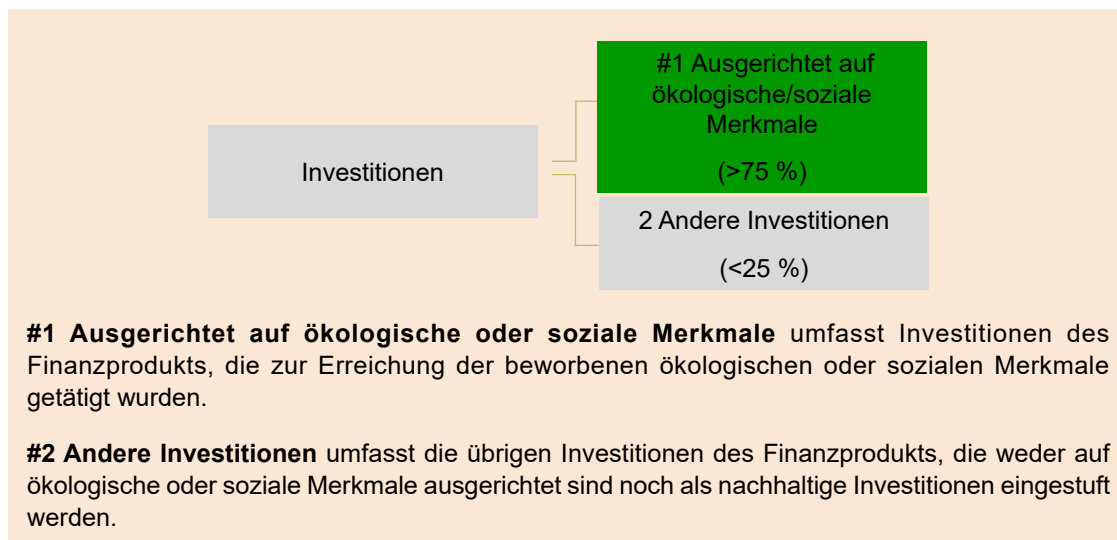 #1 Ausgerichtet auf
ökologische/soziale
Merkmale
(>75 %)
Investitionen
2 Andere Investitionen
(<25 %)
#1 Ausgerichtet auf ökologische oder soziale Merkmale umfasst Investitionen des
Finanzprodukts, die zur Erreichung der beworbenen ökologischen oder sozialen Merkmale
getätigt wurden.
#2 Andere Investitionen umfasst die übrigen Investitionen des Finanzprodukts, die weder auf
ökologische oder soziale Merkmale ausgerichtet sind noch als nachhaltige Investitionen eingestuft
werden.